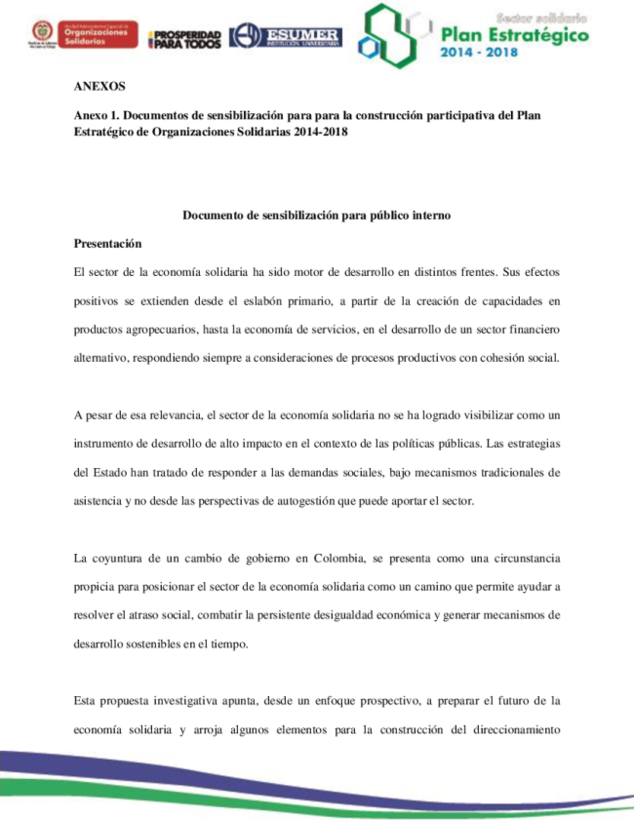 Unidad Administrativa Especial de
Organizaciones
Solidarias
PROSPERIDAD
PARA TODOS
ESUMER
INSTITUCIÓN UNIVERSITARIA
Sector solidario
Plan Estratégico
2014 - 2018
ANEXOS
Anexo 1. Documentos de sensibilización para para la construcción participativa del Plan
Estratégico de Organizaciones Solidarias 2014-2018
Documento de sensibilización para público interno
Presentación
El sector de la economía solidaria ha sido motor de desarrollo en distintos frentes. Sus efectos
positivos se extienden desde el eslabón primario, a partir de la creación de capacidades en
productos agropecuarios, hasta la economía de servicios, en el desarrollo de un sector financiero
alternativo, respondiendo siempre a consideraciones de procesos productivos con cohesión social.
A pesar de esa relevancia, el sector de la economía solidaria no se ha logrado visibilizar como un
instrumento de desarrollo de alto impacto en el contexto de las políticas públicas. Las estrategias
del Estado han tratado de responder a las demandas sociales, bajo mecanismos tradicionales de
asistencia y no desde las perspectivas de autogestión que puede aportar el sector.
La coyuntura de un cambio de gobierno en Colombia, se presenta como una circunstancia
propicia para posicionar el sector de la economía solidaria como un camino que permite ayudar a
resolver el atraso social, combatir la persistente desigualdad económica y generar mecanismos de
desarrollo sostenibles en el tiempo.
Esta propuesta investigativa apunta, desde un enfoque prospectivo, a preparar el futuro de la
economía solidaria y arroja algunos elementos para la construcción del direccionamiento